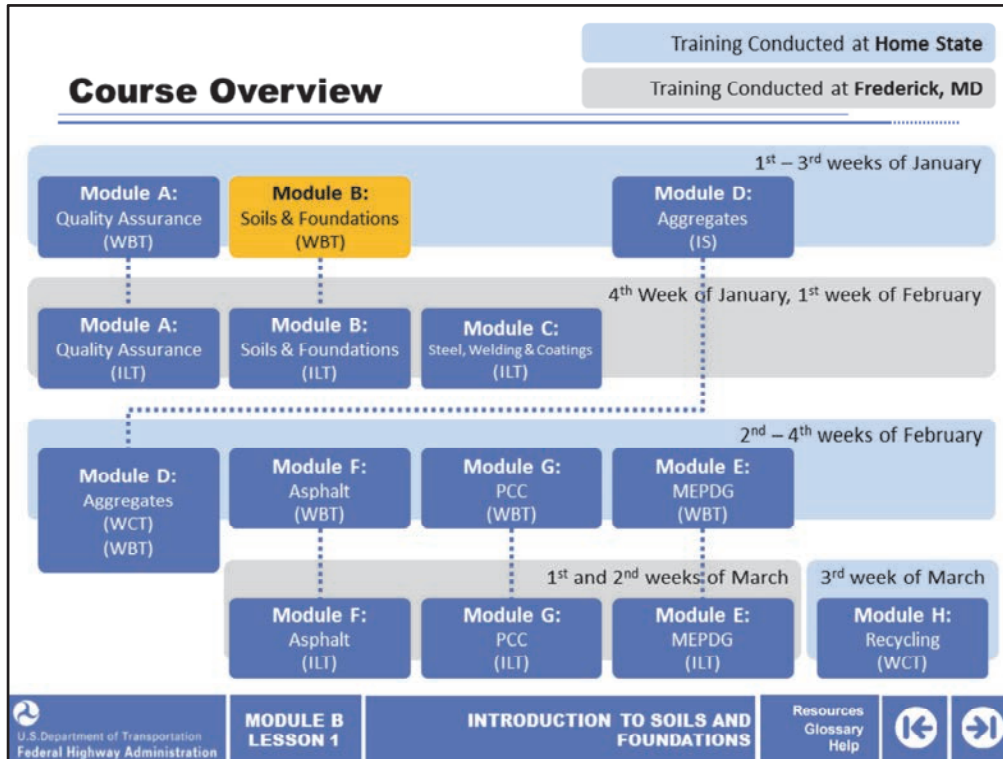 Training Conducted at Home State
Training Conducted at Frederick, MD
Course Overview
1st – 3rd weeks of January
Module A:
Quality Assurance
(WBT)
Module B:
Soils & Foundations
(WBT)
Module D:
Aggregates
(IS)
4th Week of January, 1st week of February
Module A:
Quality Assurance
(ILT)
Module B:
Soils & Foundations
(ILT)
Module C:
Steel, Welding & Coatings
(ILT)
2nd – 4th weeks of February
Module D:
Aggregates
(WCT)
(WBT)
Module F:
Asphalt
(WBT)
Module G:
PCC
(WBT)
Module E:
MEPDG
(WBT)
1st and 2nd weeks of March
3rd week of March
Module F:
Asphalt
(ILT)
Module G:
PCC
(ILT)
Module E:
MEPDG
(ILT)
Module H:
Recycling
(WCT)
U.S.Department of Transportation
Federal Highway Administration
MODULE B
LESSON 1
INTRODUCTION TO SOILS AND
FOUNDATIONS
Resources
Glossary
Help